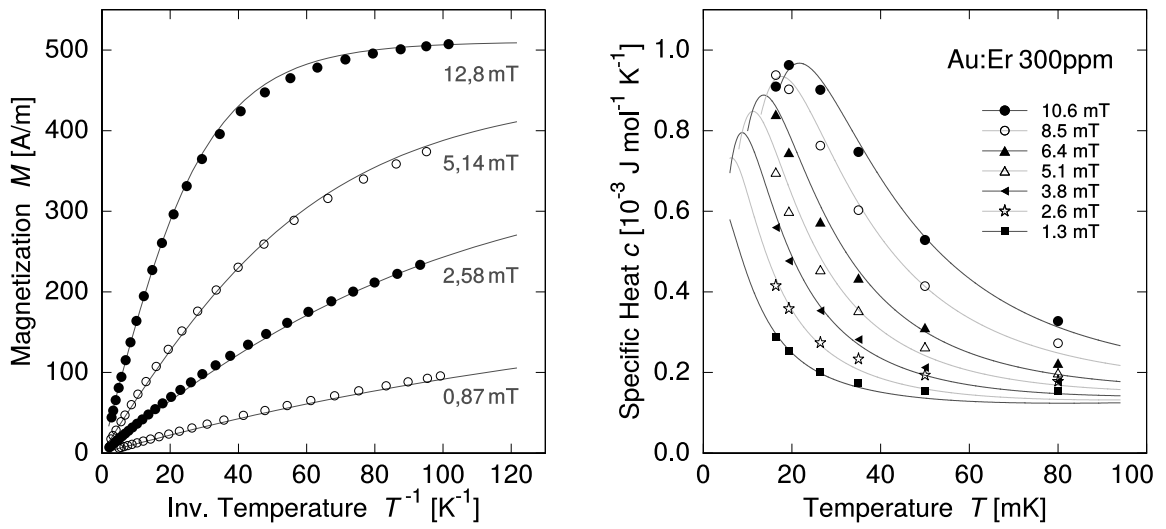 500
400
300
200
100
0
Magnetization M [A/m]
12,8 mT
5,14 mT
2,58 mT
0,87 mT
0 20 40 60 80 100 120
Inv. Temperature T⁻¹ [K⁻¹]
1.0
0.8
0.6
0.4
0.2
0.0
Specific Heat c [10⁻³ J mol⁻¹ K⁻¹]
Au:Er 300ppm
10.6 mT
8.5 mT
6.4 mT
5.1 mT
3.8 mT
2.6 mT
1.3 mT
0 20 40 60 80 100
Temperature T [mK]